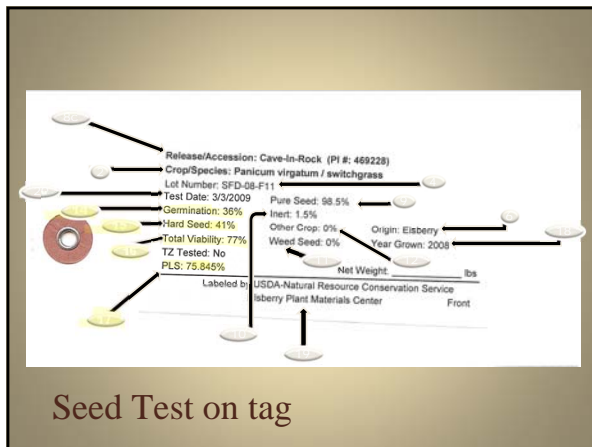 Release/Accession: Cave-In-Rock (PI #: 469228)
Crop/Species: Panicum virgatum / switchgrass
Lot Number: SFD-08-F11
Test Date: 3/3/2009
Pure Seed: 98.5%
Germination: 36%
Inert: 1.5%
Hard Seed: 41%
Other Crop: 0%
Origin: Elsberry
Total Viability: 77%
Weed Seed: 0%
Year Grown: 2008
TZ Tested: No
PLS: 75.845%
Net Weight: lbs
Labeled by USDA-Natural Resource Conservation Service
lsberry Plant Materials Center Front
Seed Test on tag